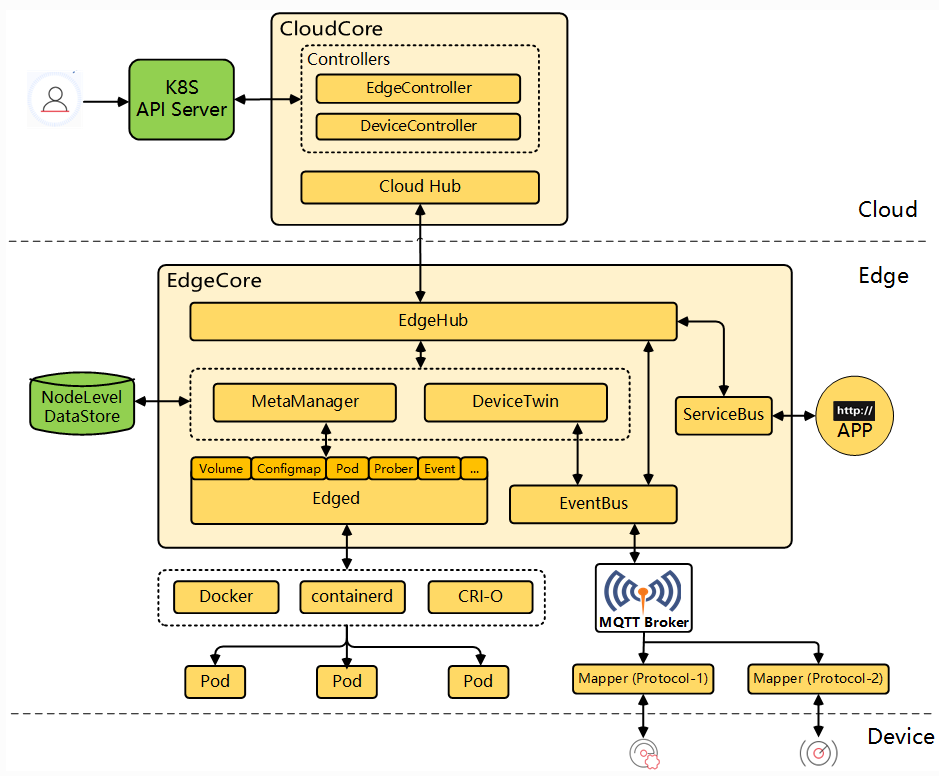 CloudCore
Controllers
EdgeController
DeviceController
K8S
API Server
Cloud Hub
Cloud
Edge
EdgeCore
EdgeHub
NodeLevel
DataStore
MetaManager
DeviceTwin
ServiceBus
http://
APP
Volume
Configmap
Pod
Prober
Event
...
Edged
EventBus
Docker
containerd
CRI-O
MQTT Broker
Pod
Pod
Pod
Mapper (Protocol-1)
Mapper (Protocol-2)
Device